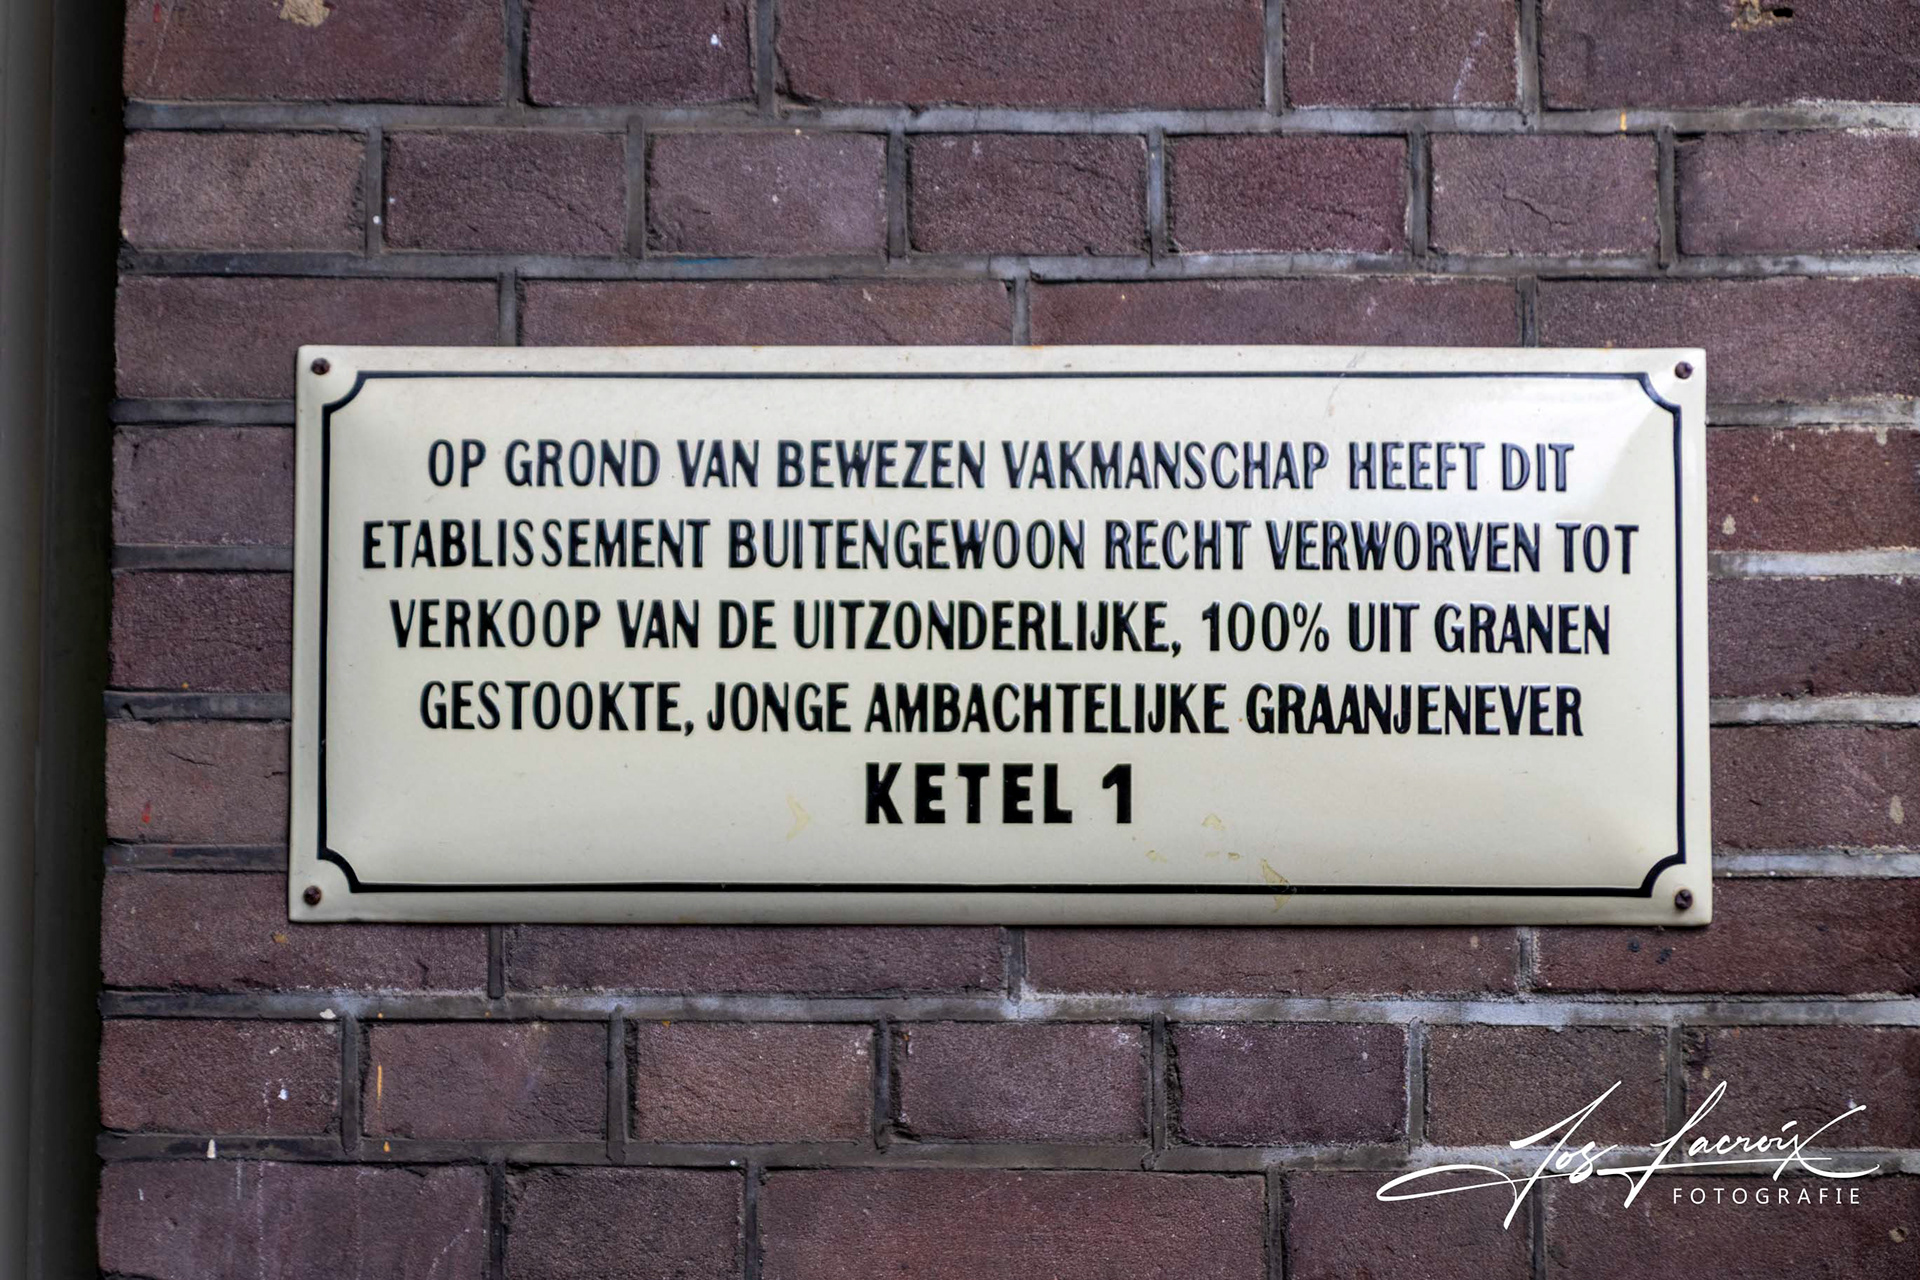 OP GROND VAN BEWEZEN VAKMANSCHAP HEEFT DIT
ETABLISSEMENT BUITENGEWOON RECHT VERWORVEN TOT
VERKOOP VAN DE UITZONDERLIJKE, 100% UIT GRANEN
GESTOOKTE, JONGE AMBACHTELIJKE GRAANJENEVER
KETEL 1
Jos Lacroix
FOTOGRAFIE